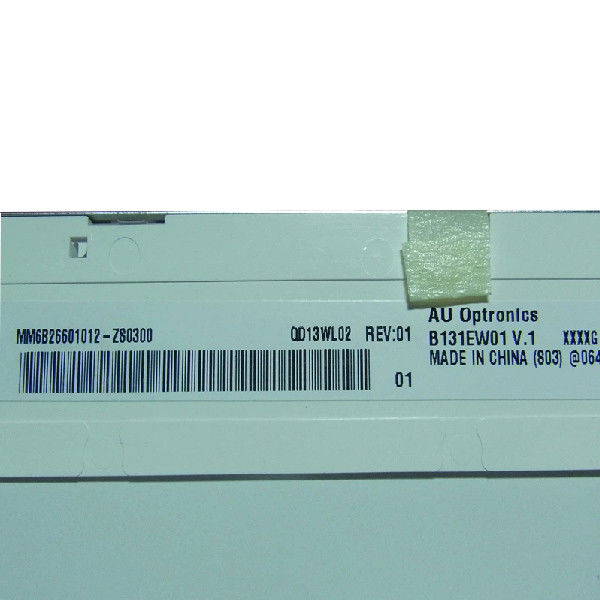 AU Optronics
MM6B26601012-Z60300 QD13WL02 REV:01 B131EW01 V.1 XXXXG
MADE IN CHINA (803) @064
01